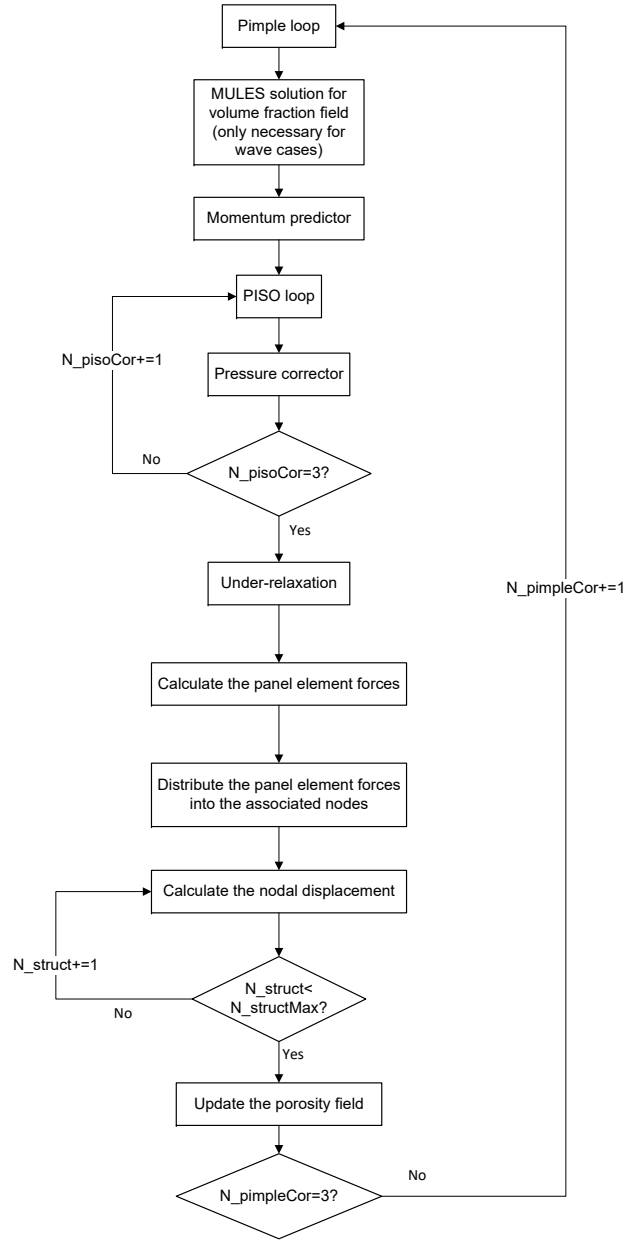 Pimple loop
MULES solution for
volume fraction field
(only necessary for
wave cases)
Momentum predictor
PISO loop
N_pisoCor+=1
Pressure corrector
No
N_pisoCor=3?
Yes
Under-relaxation
N_pimpleCor+=1
Calculate the panel element forces
Distribute the panel element forces
into the associated nodes
Calculate the nodal displacement
N_struct+=1
N_struct<
N_structMax?
No
Yes
Update the porosity field
No
N_pimpleCor=3?